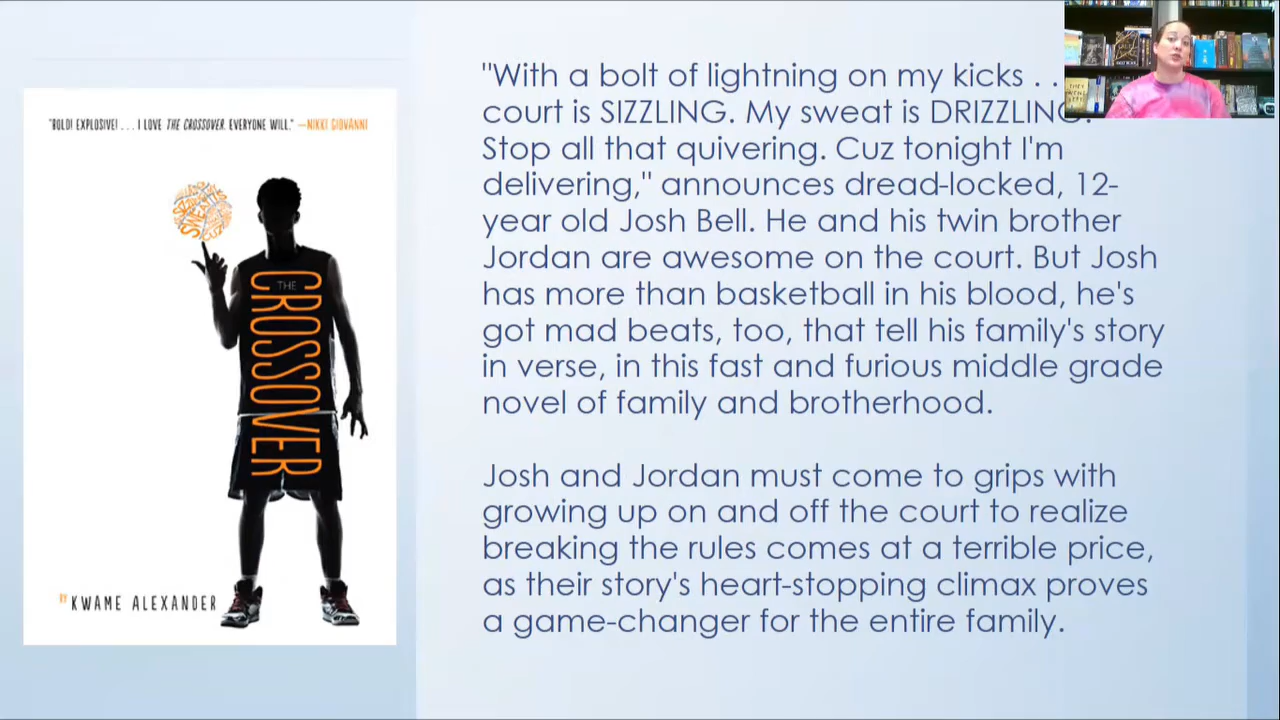 "BOLD! EXPLOSIVE! . . . I LOVE THE CROSSOVER. EVERYONE WILL." —NIKKI GIOVANNI
THE
CROSSOVER
BY KWAME ALEXANDER
"With a bolt of lightning on my kicks . .
court is SIZZLING. My sweat is DRIZZLING.
Stop all that quivering. Cuz tonight I'm
delivering," announces dread-locked, 12-
year old Josh Bell. He and his twin brother
Jordan are awesome on the court. But Josh
has more than basketball in his blood, he's
got mad beats, too, that tell his family's story
in verse, in this fast and furious middle grade
novel of family and brotherhood.
Josh and Jordan must come to grips with
growing up on and off the court to realize
breaking the rules comes at a terrible price,
as their story's heart-stopping climax proves
a game-changer for the entire family.